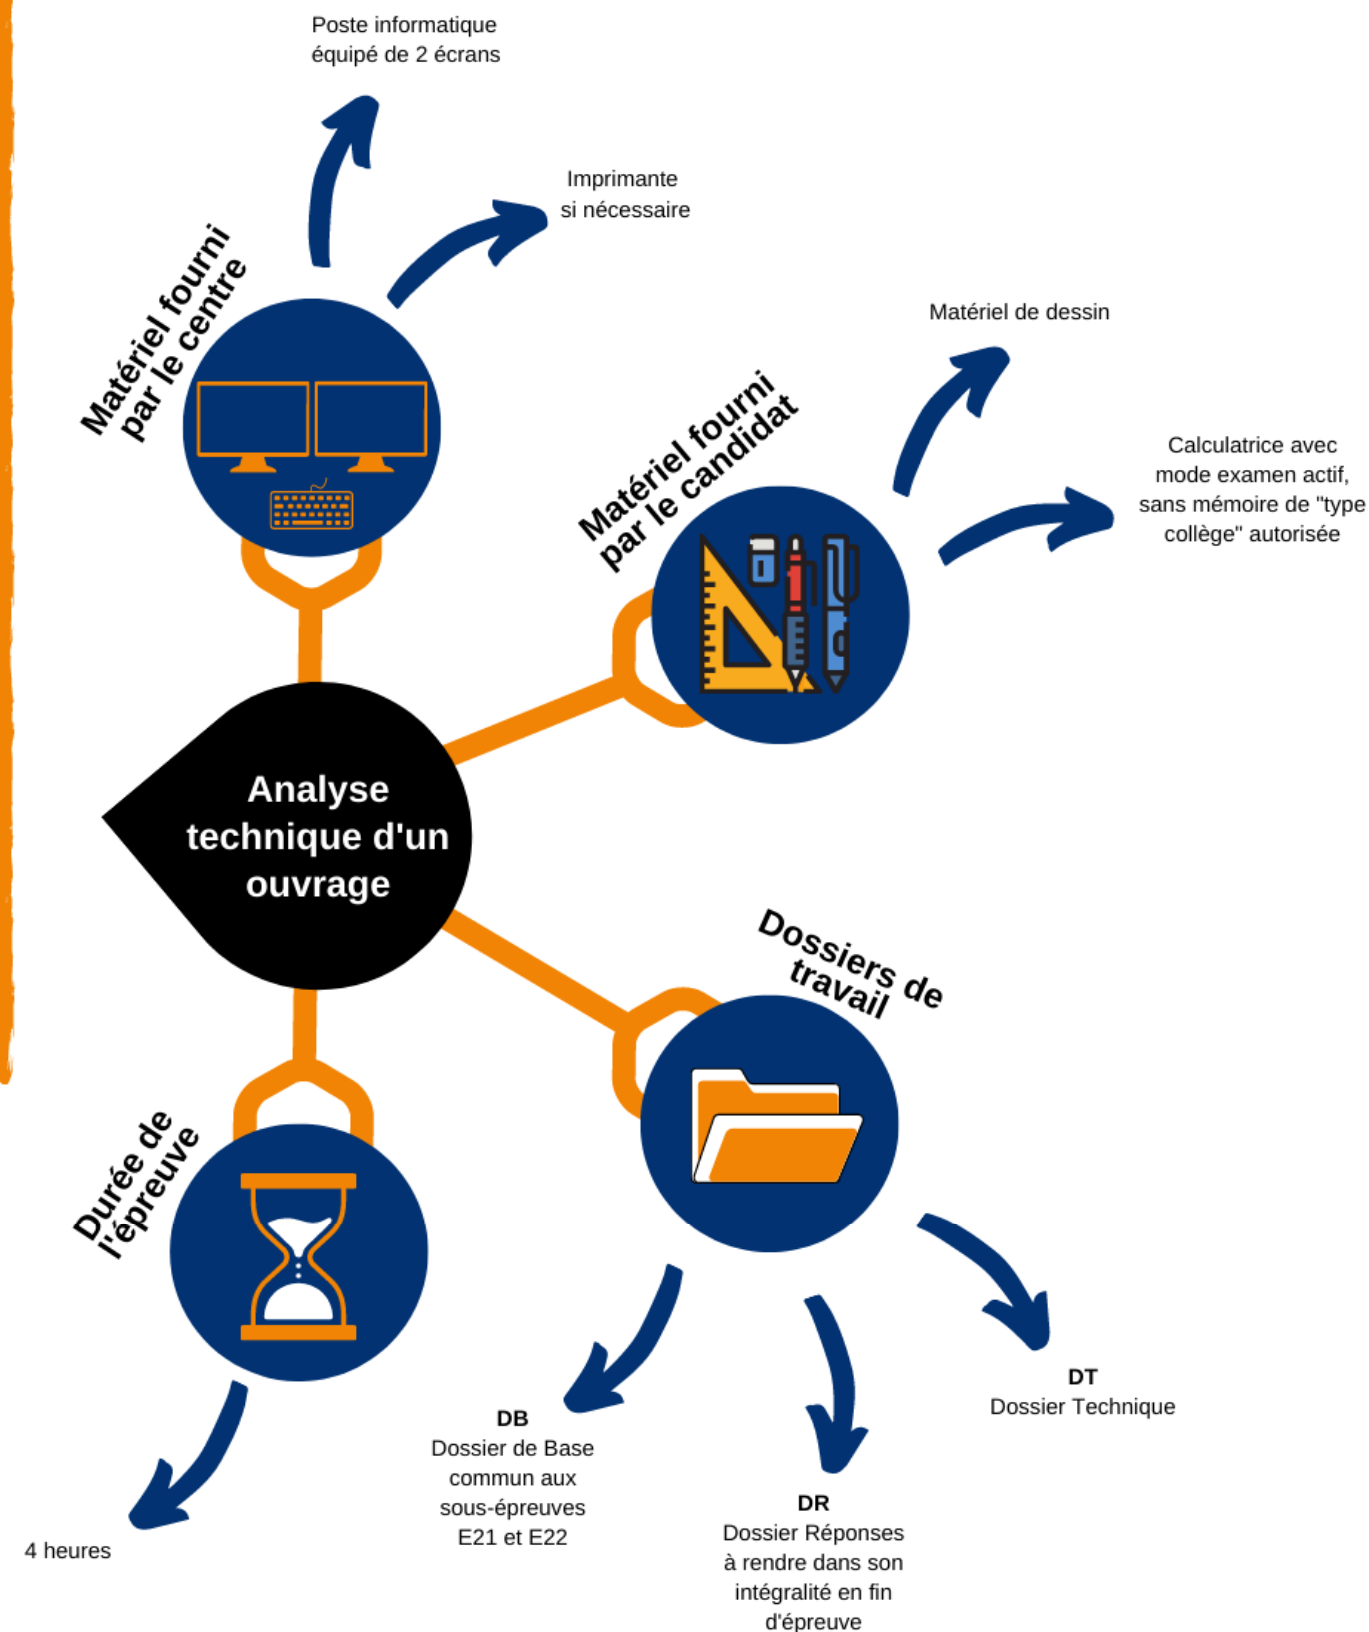 Poste informatique
équipé de 2 écrans
Imprimante
si nécessaire
Matériel fourni
par le centre
Matériel de dessin
Matériel fourni
par le candidat
Calculatrice avec
mode examen actif,
sans mémoire de "type
collège" autorisée
Analyse
technique d'un
ouvrage
Dossiers de
travail
Durée de
l'épreuve
DT
Dossier Technique
DB
Dossier de Base
commun aux
sous-épreuves
E21 et E22
DR
Dossier Réponses
à rendre dans son
intégralité en fin
d'épreuve
4 heures